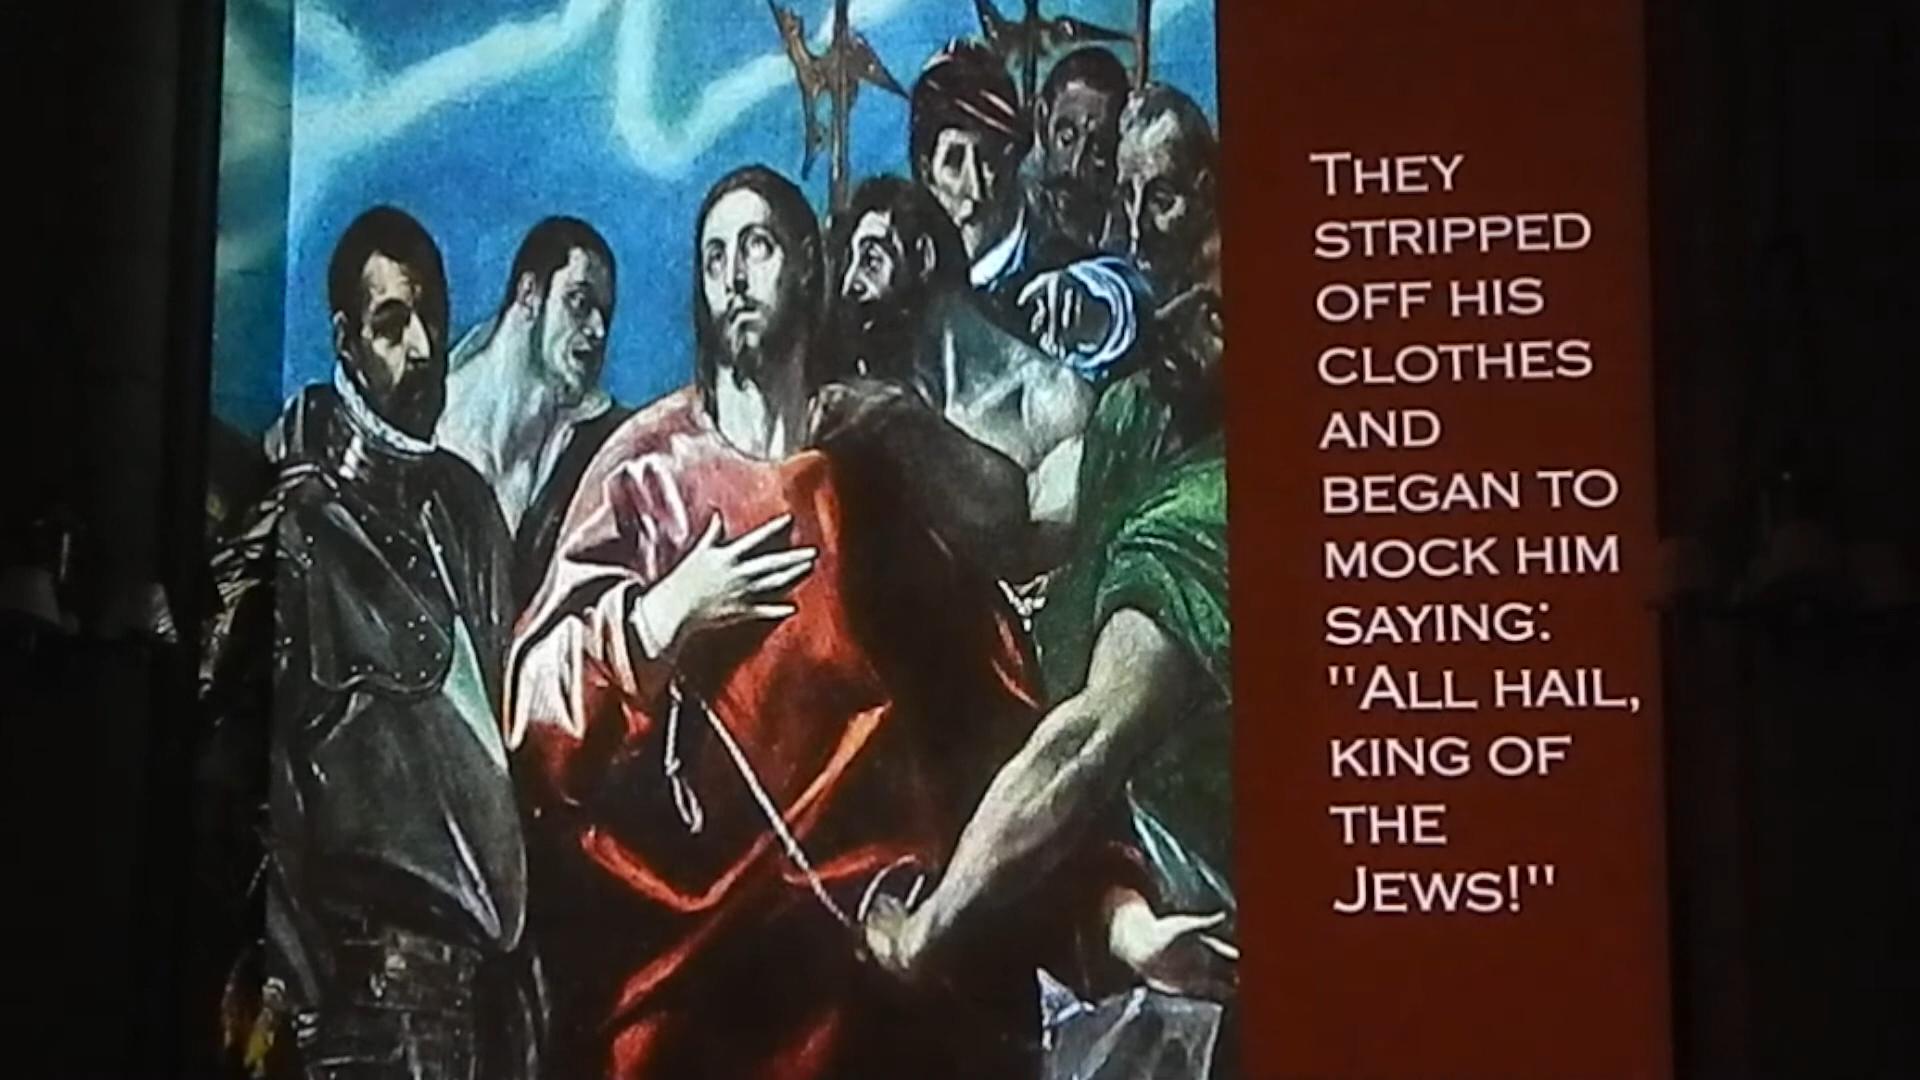 THEY
STRIPPED
OFF HIS
CLOTHES
AND
BEGAN TO
MOCK HIM
SAYING:
"ALL HAIL,
KING OF
THE
JEWS!"